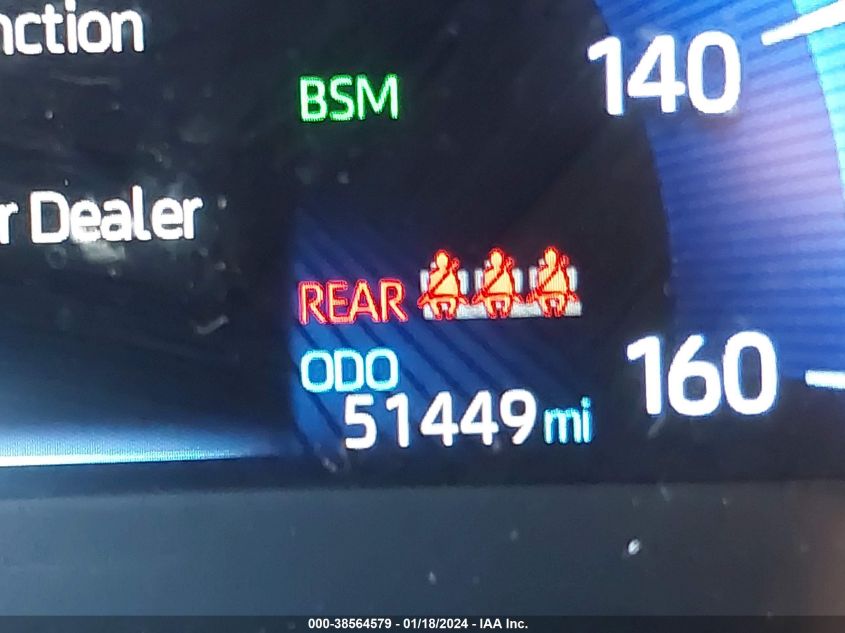 nction
BSM
140
r Dealer
REAR
ODO
160
51449 mi
000-38564579 - 01/18/2024 - IAA Inc.